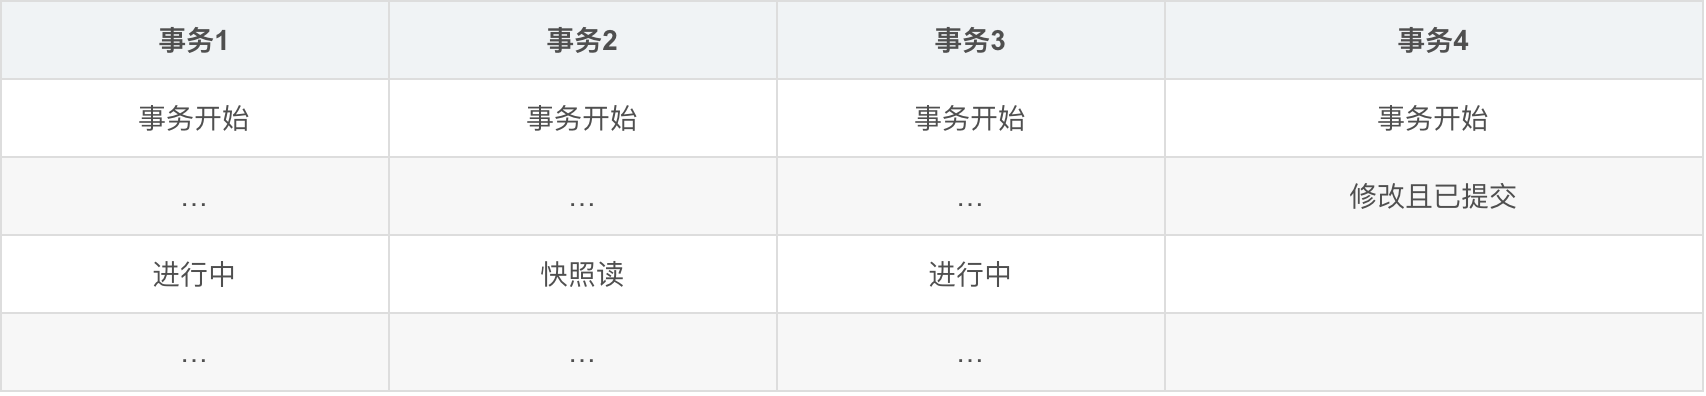 事务1 事务2 事务3 事务4
事务开始 事务开始 事务开始 事务开始
… … … 修改且已提交
进行中 快照读 进行中
… … …